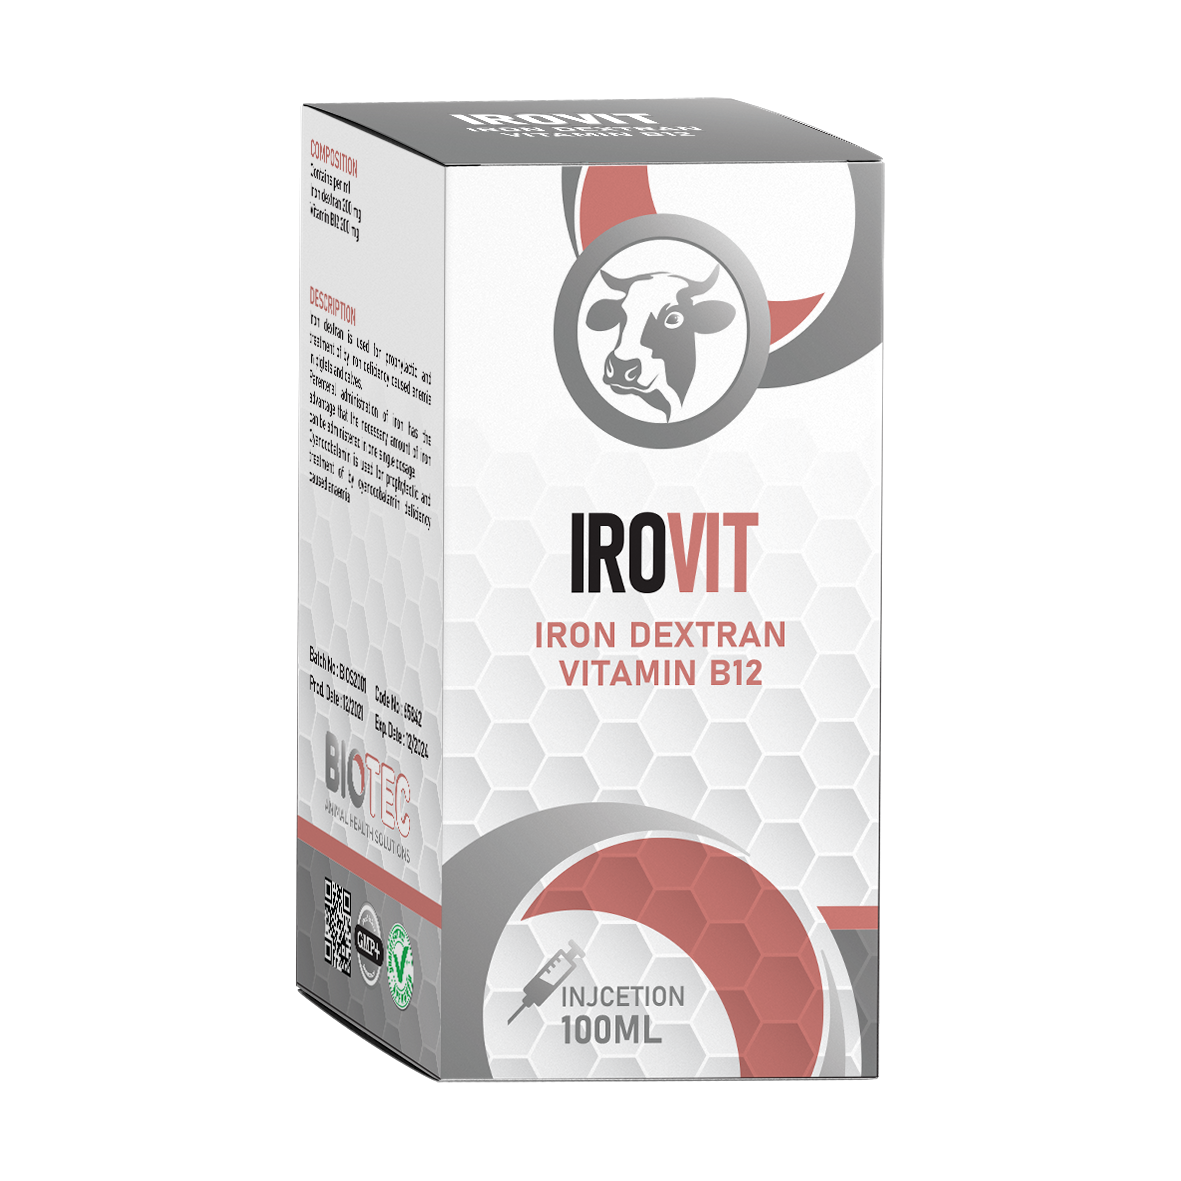 IROVIT
IRON DEXTRAN
VITAMIN B12
COMPOSITION
Contains per ml
Iron dextran 200 mg
Vitamin B12 200 mg
DESCRIPTION
Iron dextran is used for prophylactic and
treatment of by iron deficiency caused anemia
in piglets and calves.
Parenteral administration of iron has the
advantage that the necessary amount of iron
can be administered in one single dosage.
Cyanocobalamin is used for prophylactic and
treatment of by cyanocobalamin deficiency
caused anaemia
Batch No : BIOS2001 Code No : 65842
Prod. Date : 12/2021 Exp. Date : 12/2024
BIOTEC
ANIMAL HEALTH SOLUTIONS
GMP+
IROVIT
IRON DEXTRAN
VITAMIN B12
INJCETION
100ML